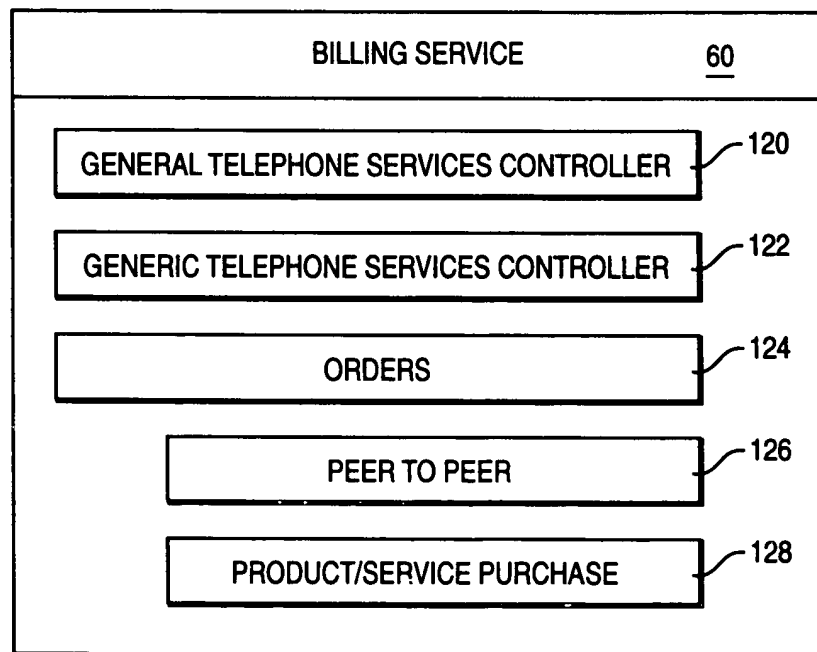 BILLING SERVICE 60
GENERAL TELEPHONE SERVICES CONTROLLER 120
GENERIC TELEPHONE SERVICES CONTROLLER 122
ORDERS 124
PEER TO PEER 126
PRODUCT/SERVICE PURCHASE 128